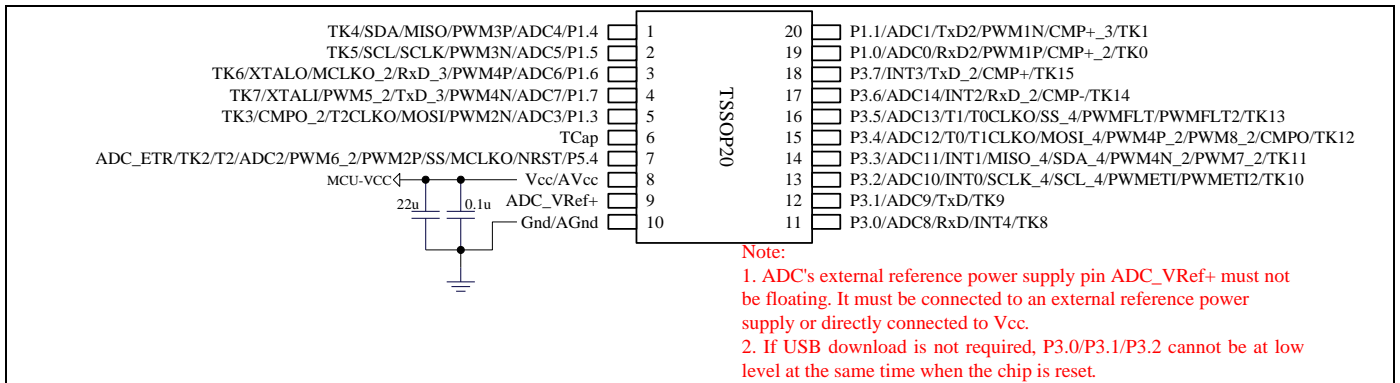 TK4/SDA/MISO/PWM3P/ADC4/P1.4 1
TK5/SCL/SCLK/PWM3N/ADC5/P1.5 2
TK6/XTALO/MCLKO_2/RxD_3/PWM4P/ADC6/P1.6 3
TK7/XTALI/PWM5_2/TxD_3/PWM4N/ADC7/P1.7 4
TK3/CMPO_2/T2CLKO/MOSI/PWM2N/ADC3/P1.3 5
TCap 6
ADC_ETR/TK2/T2/ADC2/PWM6_2/PWM2P/SS/MCLKO/NRST/P5.4 7
MCU-VCC Vcc/AVcc 8
22u 0.1u ADC_VRef+ 9
Gnd/AGnd 10
TSSOP20
20 P1.1/ADC1/TxD2/PWM1N/CMP+_3/TK1
19 P1.0/ADC0/RxD2/PWM1P/CMP+_2/TK0
18 P3.7/INT3/TxD_2/CMP+/TK15
17 P3.6/ADC14/INT2/RxD_2/CMP-/TK14
16 P3.5/ADC13/T1/T0CLKO/SS_4/PWMFLT/PWMFLT2/TK13
15 P3.4/ADC12/T0/T1CLKO/MOSI_4/PWM4P_2/PWM8_2/CMPO/TK12
14 P3.3/ADC11/INT1/MISO_4/SDA_4/PWM4N_2/PWM7_2/TK11
13 P3.2/ADC10/INT0/SCLK_4/SCL_4/PWMETI/PWMETI2/TK10
12 P3.1/ADC9/TxD/TK9
11 P3.0/ADC8/RxD/INT4/TK8
Note:
1. ADC's external reference power supply pin ADC_VRef+ must not
be floating. It must be connected to an external reference power
supply or directly connected to Vcc.
2. If USB download is not required, P3.0/P3.1/P3.2 cannot be at low
level at the same time when the chip is reset.